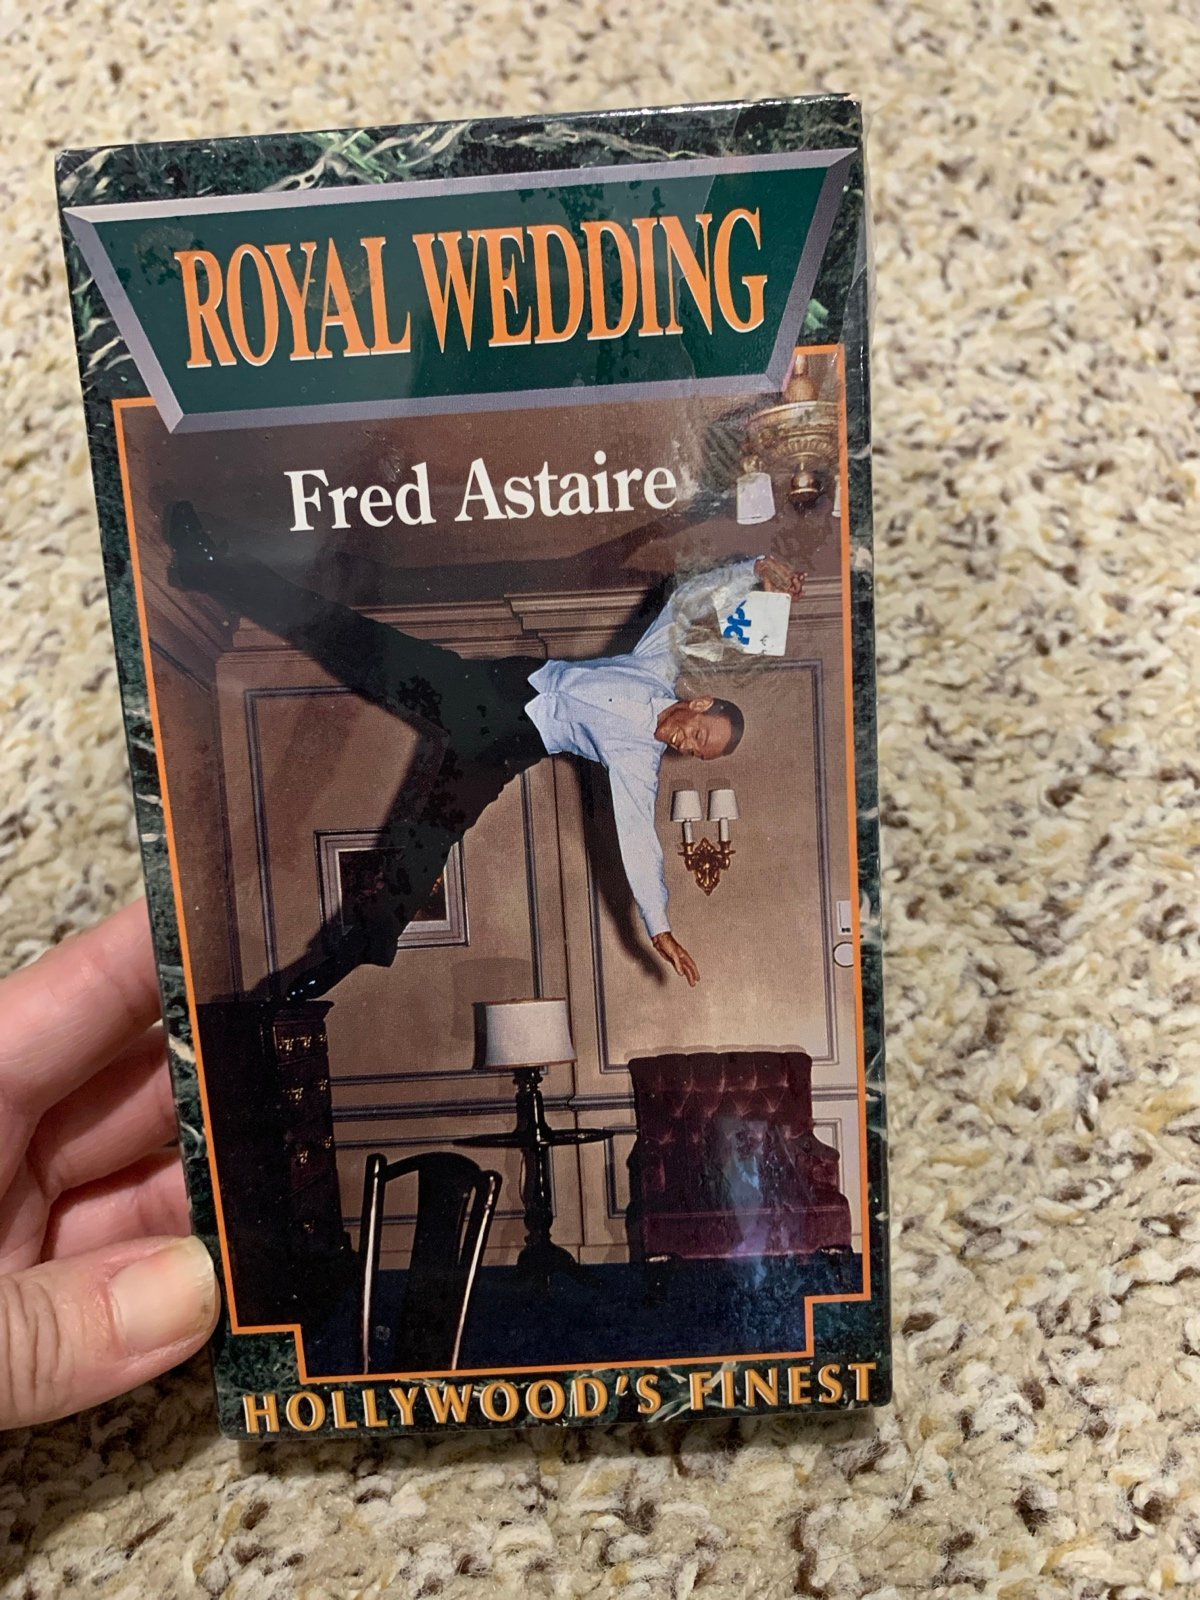 ROYAL WEDDING
Fred Astaire
HOLLYWOOD'S FINEST